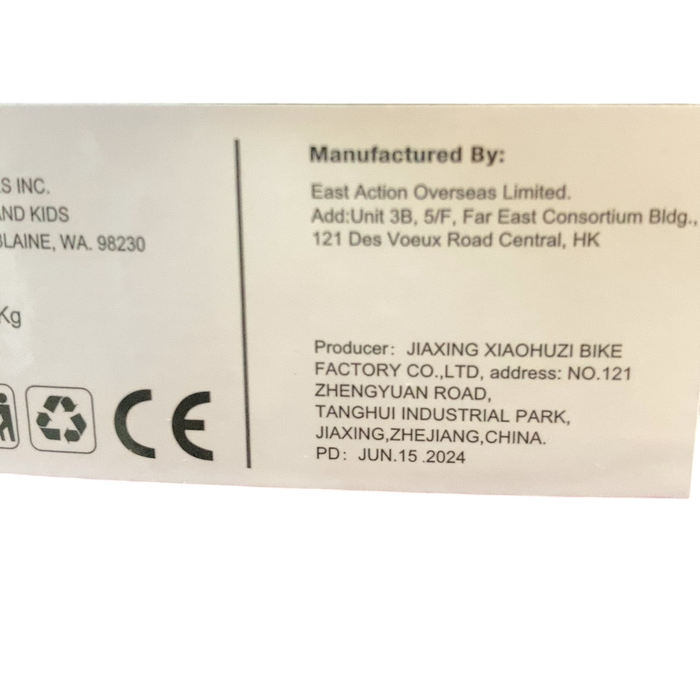 S INC.
AND KIDS
BLAINE, WA. 98230
Kg
CE
Manufactured By:
East Action Overseas Limited.
Add:Unit 3B, 5/F, Far East Consortium Bldg.,
121 Des Voeux Road Central, HK
Producer: JIAXING XIAOHUZI BIKE
FACTORY CO.,LTD, address: NO.121
ZHENGYUAN ROAD,
TANGHUI INDUSTRIAL PARK,
JIAXING,ZHEJIANG,CHINA.
PD: JUN.15 .2024